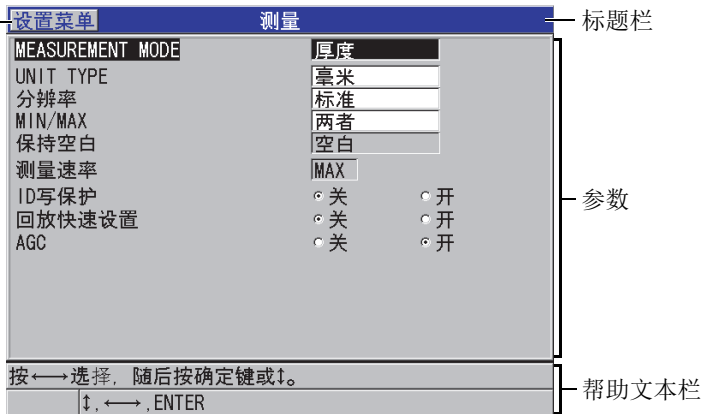 设置菜单 测量 标题栏
MEASUREMENT MODE 厚度
UNIT TYPE 毫米
分辨率 标准
MIN/MAX 两者
保持空白 空白
测量速率 MAX
ID写保护 关 开 参数
回放快速设置 关 开
AGC 关 开
按←→选择, 随后按确定键或↕。
↕, ←→, ENTER 帮助文本栏